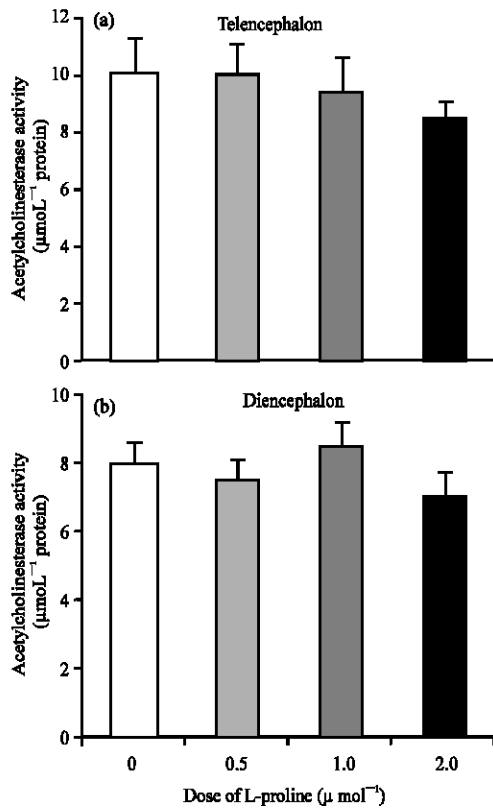 (a)
Telencephalon
Acetylcholinesterase activity
(µmoL⁻¹ protein)
12
10
8
6
4
2
0
(b)
Diencephalon
Acetylcholinesterase activity
(µmoL⁻¹ protein)
10
8
6
4
2
0
0 0.5 1.0 2.0
Dose of L-proline (µ mol⁻¹)